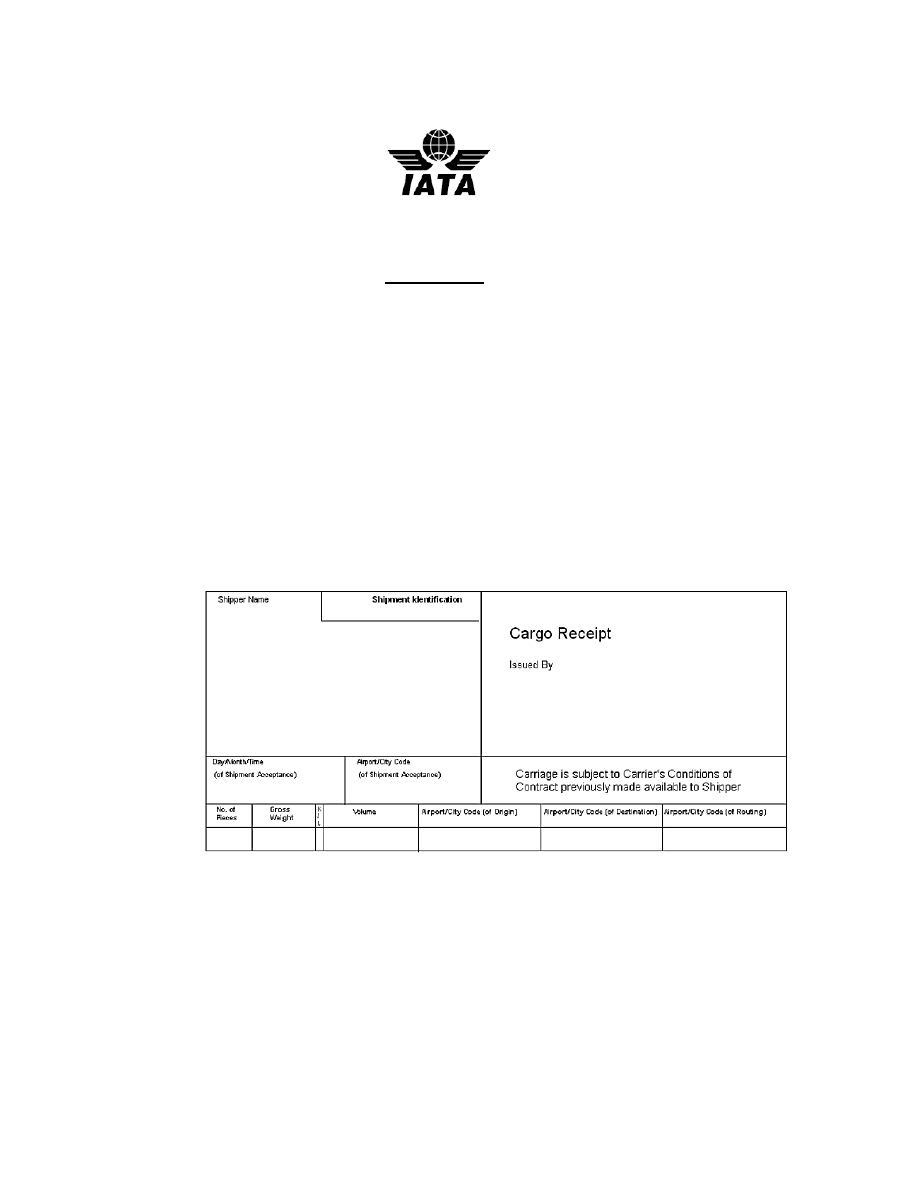 IATA
Shipper Name
Shipment Identification
Cargo Receipt
Issued By
Day/Month/Time
(of Shipment Acceptance)
Airport/City Code
(of Shipment Acceptance)
Carriage is subject to Carrier's Conditions of
Contract previously made available to Shipper
No. of
Pieces
Gross
Weight
K
/
L
Volume
Airport/City Code (of Origin)
Airport/City Code (of Destination)
Airport/City Code (of Routing)